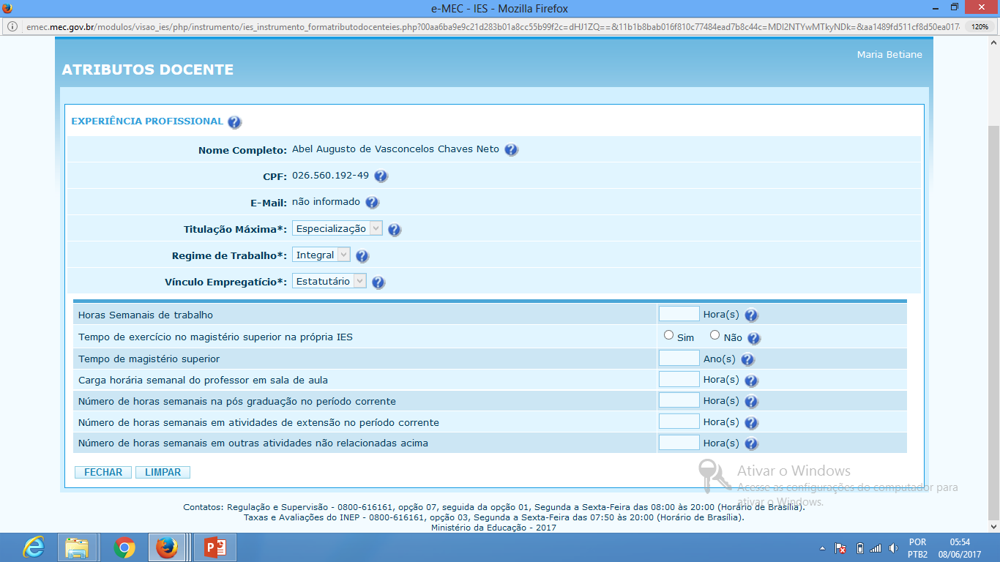 e-MEC - IES - Mozilla Firefox
emec.mec.gov.br/modulos/visao_ies/php/instrumento/ies_instrumento_formatributodocenteies.php?00aa6ba9e9c21d283b01a8cc55b99f2c=dHJ1ZQ==&11b1b8bab016f810c77484ead7b8c44c=MDI2NTYwMTkyNDk=&aa1489fd511cf8d50ea017 120%
Maria Betiane
ATRIBUTOS DOCENTE
EXPERIÊNCIA PROFISSIONAL
Nome Completo: Abel Augusto de Vasconcelos Chaves Neto
CPF: 026.560.192-49
E-Mail: não informado
Titulação Máxima*: Especialização
Regime de Trabalho*: Integral
Vínculo Empregatício*: Estatutário
Horas Semanais de trabalho Hora(s)
Tempo de exercício no magistério superior na própria IES Sim Não
Tempo de magistério superior Ano(s)
Carga horária semanal do professor em sala de aula Hora(s)
Número de horas semanais na pós graduação no período corrente Hora(s)
Número de horas semanais em atividades de extensão no período corrente Hora(s)
Número de horas semanais em outras atividades não relacionadas acima Hora(s)
FECHAR LIMPAR
Ativar o Windows
Acesse as configurações do computador para
ativar o Windows.
Contatos: Regulação e Supervisão - 0800-616161, opção 07, seguida da opção 01, Segunda a Sexta-Feira das 08:00 às 20:00 (Horário de Brasília).
Taxas e Avaliações do INEP - 0800-616161, opção 03, Segunda a Sexta-Feira das 07:50 às 20:00 (Horário de Brasília).
Ministério da Educação - 2017
POR 05:54
PTB2 08/06/2017